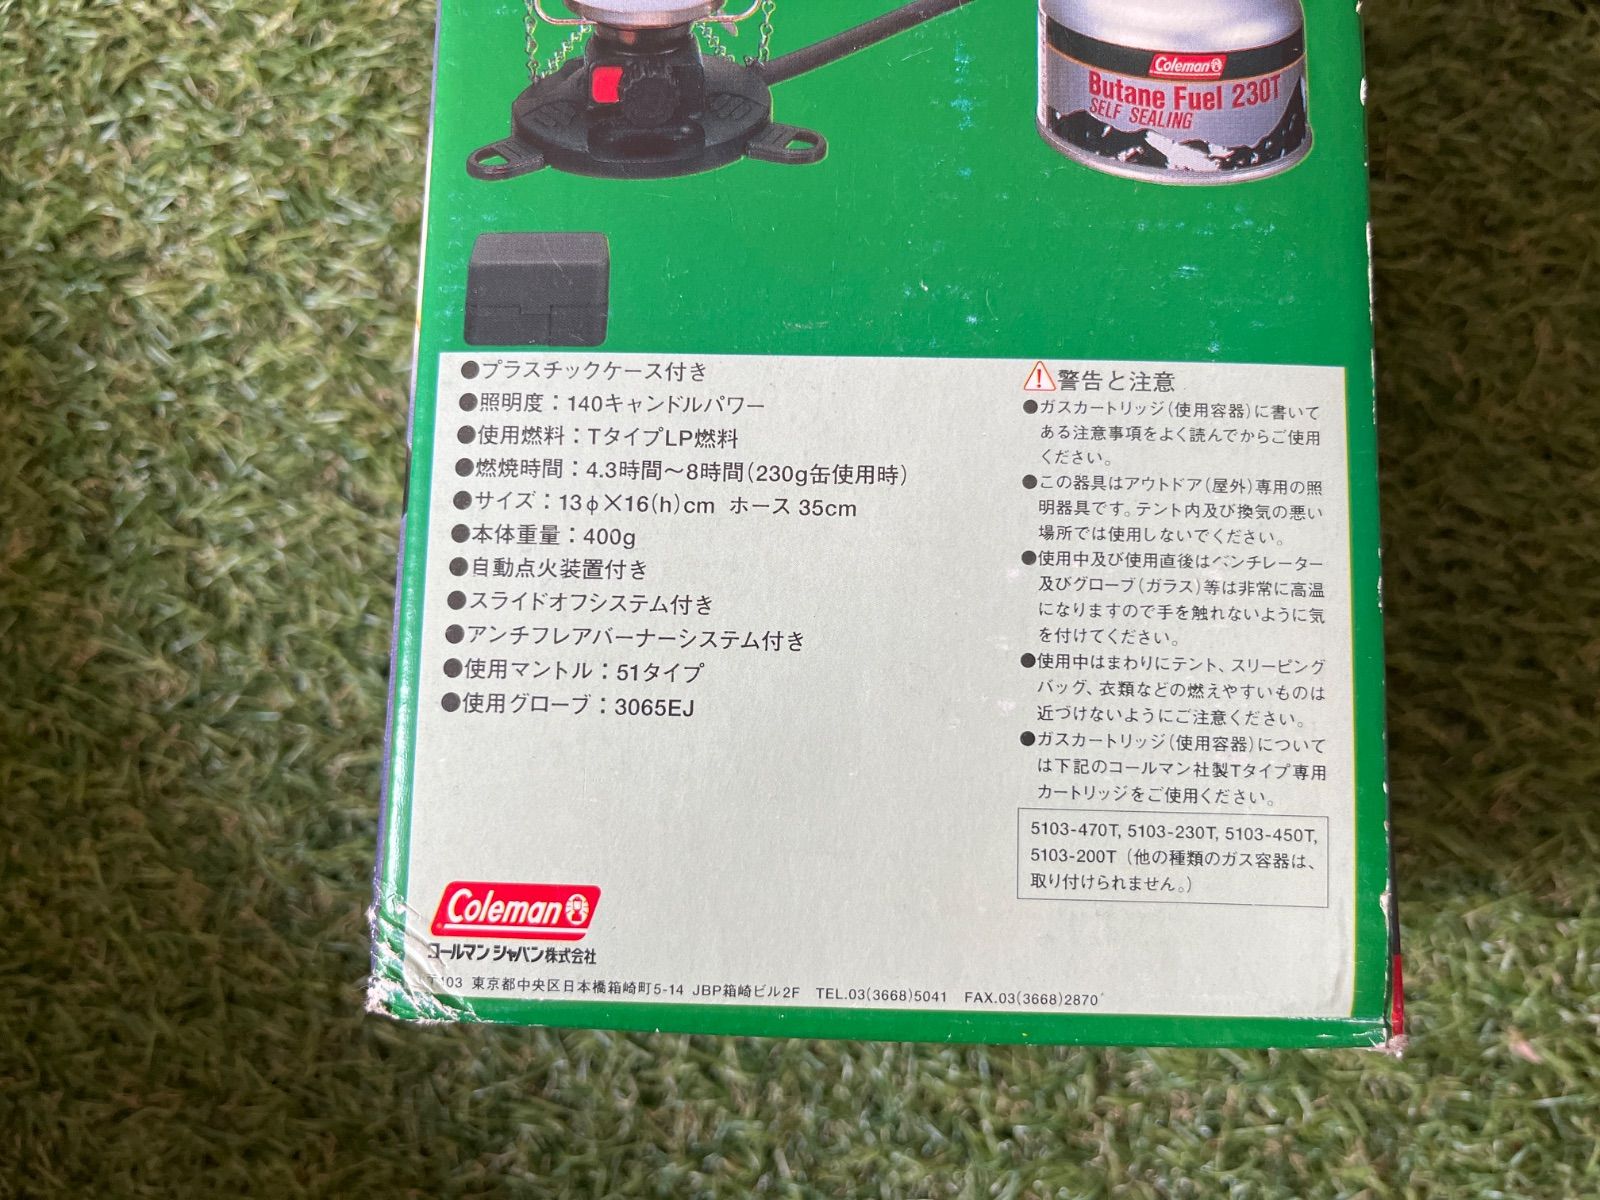 Coleman
Butane Fuel 230T
SELF SEALING
●プラスチックケース付き
●照明度：140キャンドルパワー
●使用燃料：TタイプLP燃料
●燃焼時間：4.3時間〜8時間(230g缶使用時)
●サイズ：13φ×16(h)cm ホース 35cm
●本体重量：400g
●自動点火装置付き
●スライドオフシステム付き
●アンチフレアバーナーシステム付き
●使用マントル：51タイプ
●使用グローブ：3065EJ
Coleman
コールマン ジャパン株式会社
〒103 東京都中央区日本橋箱崎町5-14 JBP箱崎ビル2F TEL.03(3668)5041 FAX.03(3668)2870
警告と注意
●ガスカートリッジ(使用容器)に書いて
ある注意事項をよく読んでからご使用
ください。
●この器具はアウトドア(屋外)専用の照
明器具です。テント内及び換気の悪い
場所では使用しないでください。
●使用中及び使用直後はベンチレーター
及びグローブ(ガラス)等は非常に高温
になりますので手を触れないように気
を付けてください。
●使用中はまわりにテント、スリーピング
バッグ、衣類などの燃えやすいものは
近づけないようにご注意ください。
●ガスカートリッジ(使用容器)について
は下記のコールマン社製Tタイプ専用
カートリッジをご使用ください。
5103-470T, 5103-230T, 5103-450T,
5103-200T (他の種類のガス容器は、
取り付けられません。)